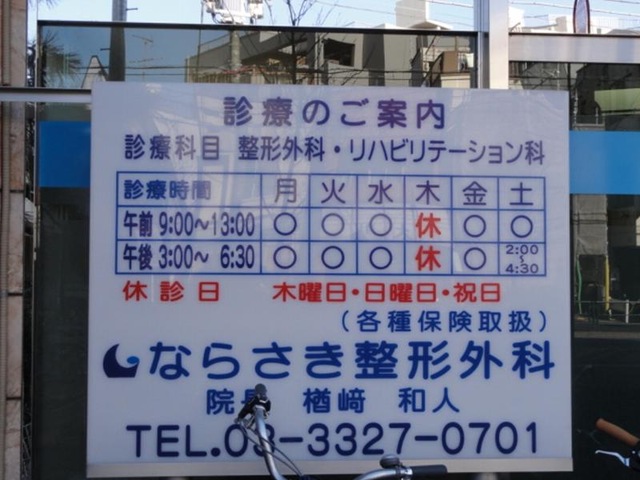 診療のご案内
診療科目 整形外科・リハビリテーション科
診療時間 月 火 水 木 金 土
午前 9:00〜13:00 ○ ○ ○ 休 ○ ○
午後 3:00〜 6:30 ○ ○ ○ 休 ○ 2:00〜4:30
休診日 木曜日・日曜日・祝日
(各種保険取扱)
ならさき整形外科
院長 楢﨑 和人
TEL.03-3327-0701